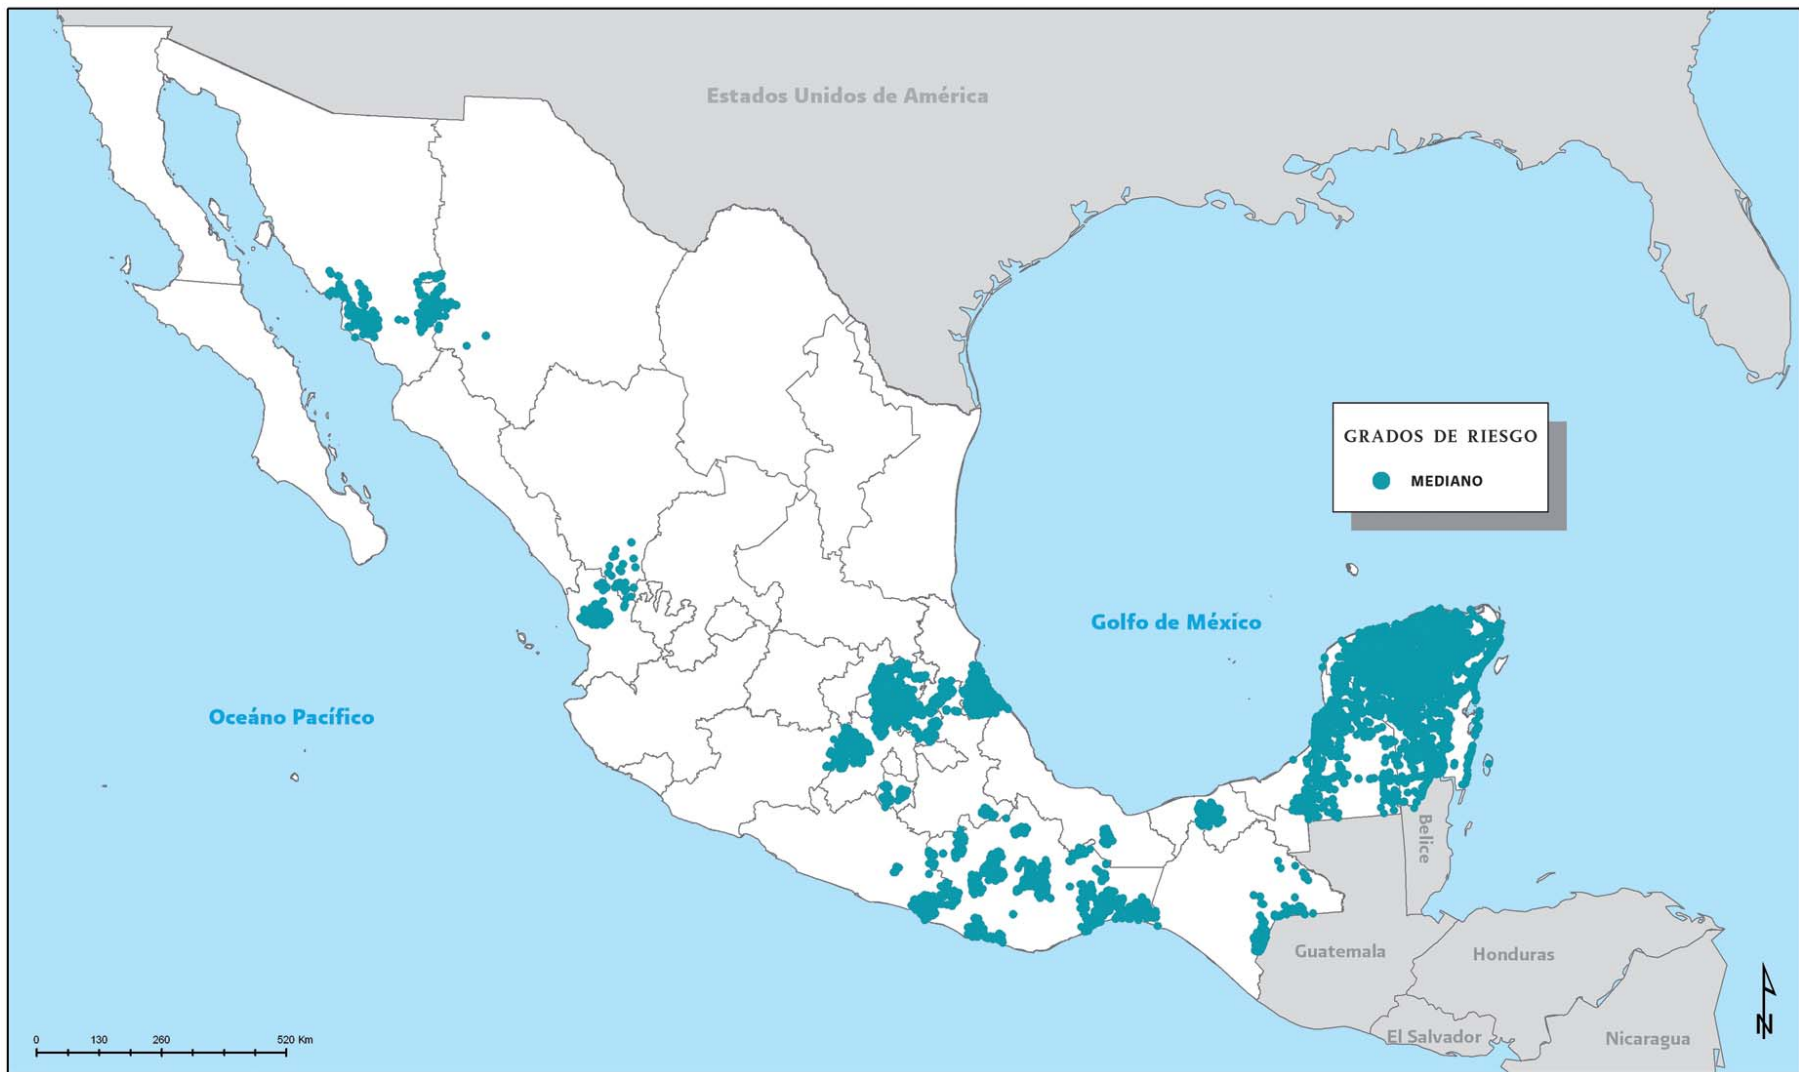 Estados Unidos de América
GRADOS DE RIESGO
MEDIANO
Golfo de México
Oceáno Pacífico
Belice
Guatemala
Honduras
El Salvador
Nicaragua
0 130 260 520 Km
N